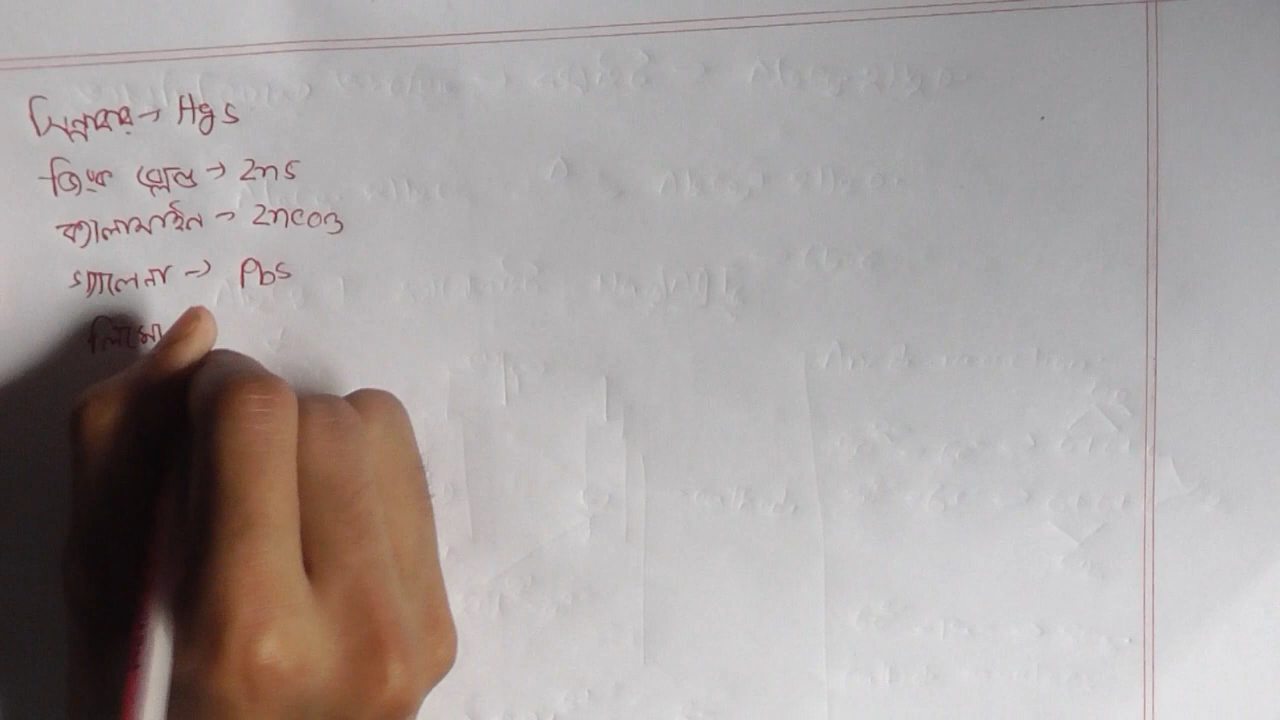 সিন্নাবার → HgS
জিংক ব্লেন্ড → ZnS
ক্যালামাইন → ZnCO3
গ্যালেনা → PbS
লিমো